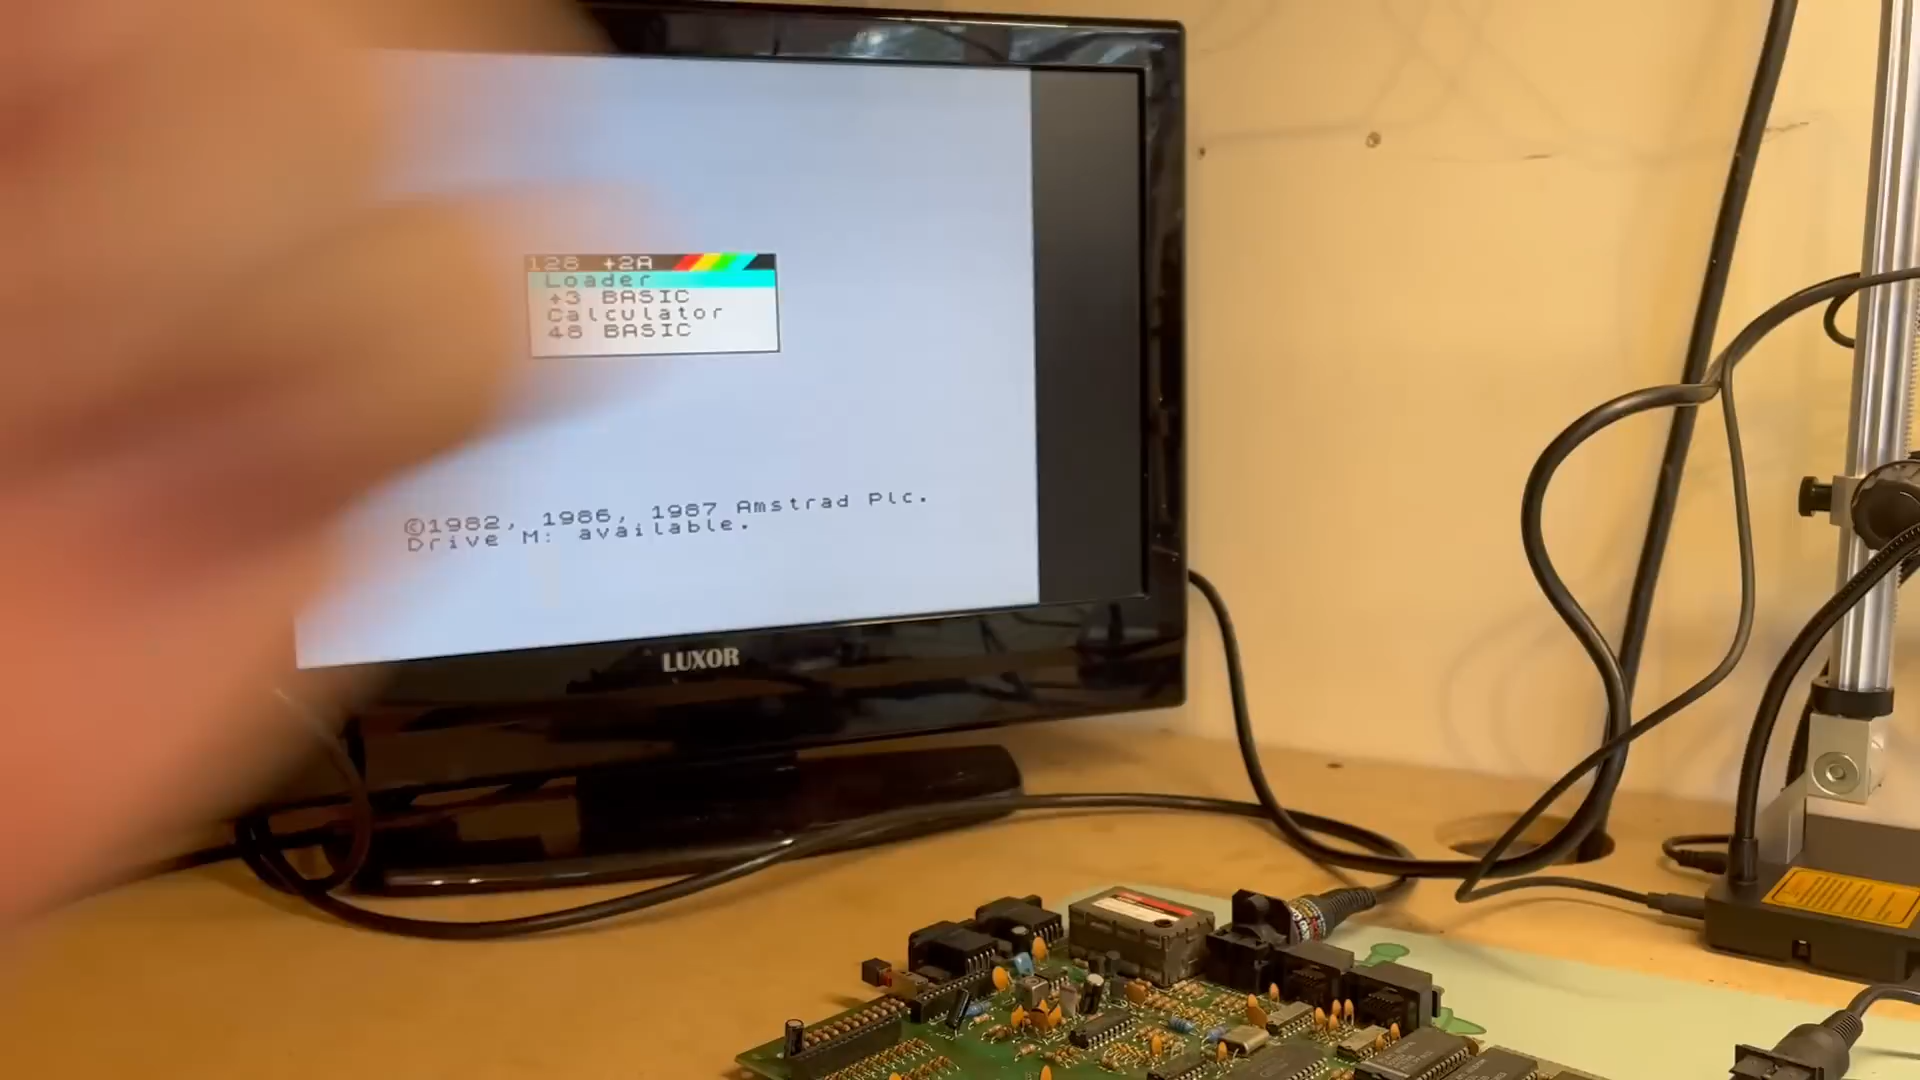 128 +2A
Loader
+3 BASIC
Calculator
48 BASIC
©1982, 1986, 1987 Amstrad Plc.
Drive M: available.
LUXOR